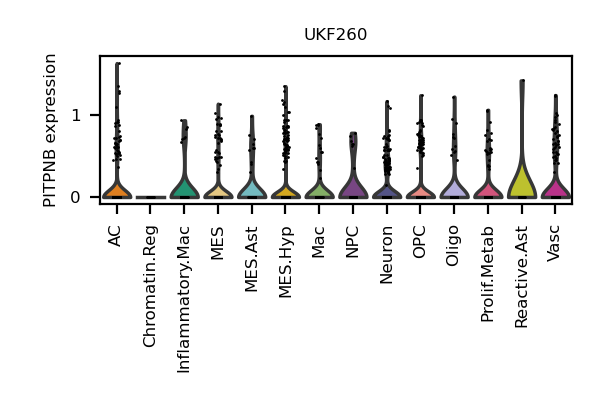 UKF260
PITPNB expression
1
0
AC
Chromatin.Reg
Inflammatory.Mac
MES
MES.Ast
MES.Hyp
Mac
NPC
Neuron
OPC
Oligo
Prolif.Metab
Reactive.Ast
Vasc